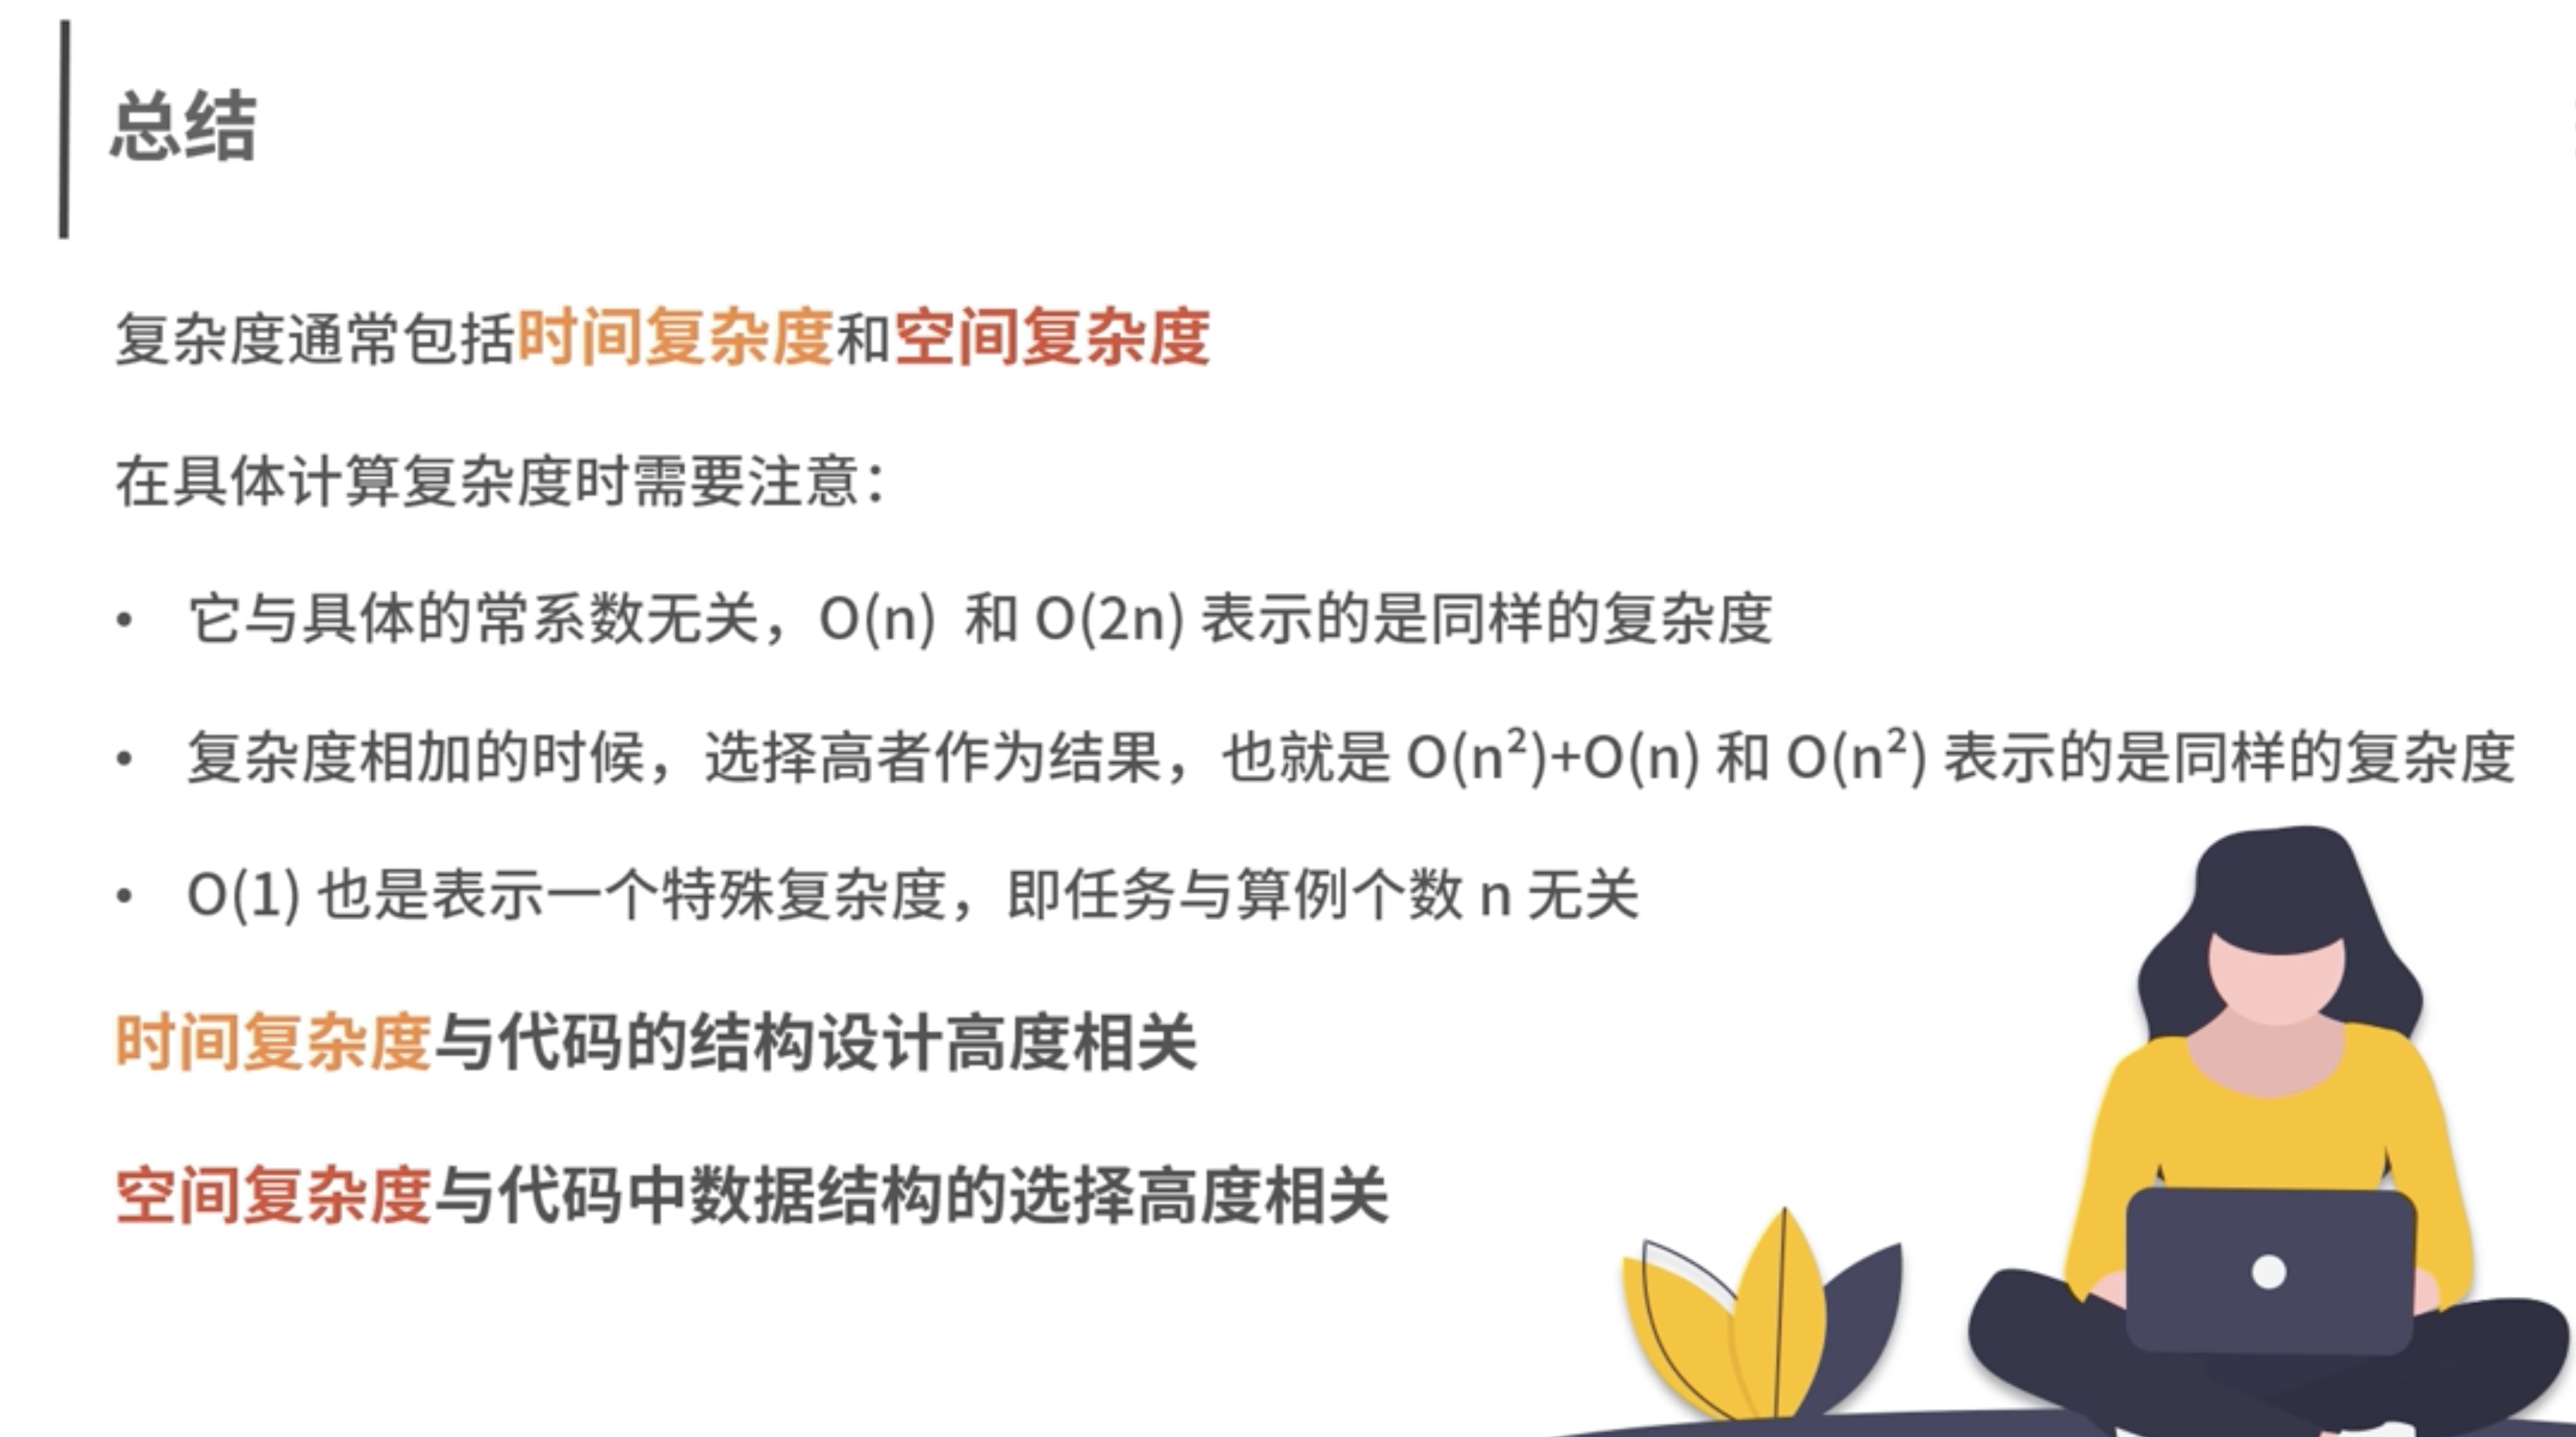 总结
复杂度通常包括时间复杂度和空间复杂度
在具体计算复杂度时需要注意：
• 它与具体的常系数无关，O(n) 和 O(2n) 表示的是同样的复杂度
• 复杂度相加的时候，选择高者作为结果，也就是 O(n²)+O(n) 和 O(n²) 表示的是同样的复杂度
• O(1) 也是表示一个特殊复杂度，即任务与算例个数 n 无关
时间复杂度与代码的结构设计高度相关
空间复杂度与代码中数据结构的选择高度相关